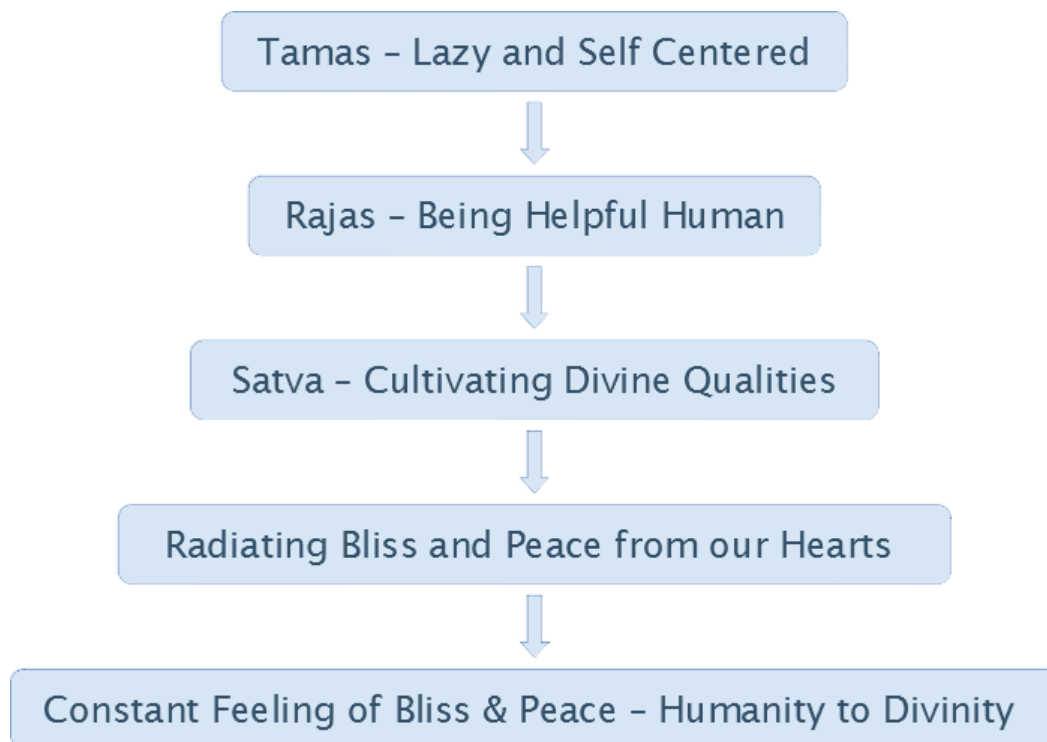 Tamas – Lazy and Self Centered
Rajas – Being Helpful Human
Satva – Cultivating Divine Qualities
Radiating Bliss and Peace from our Hearts
Constant Feeling of Bliss & Peace – Humanity to Divinity